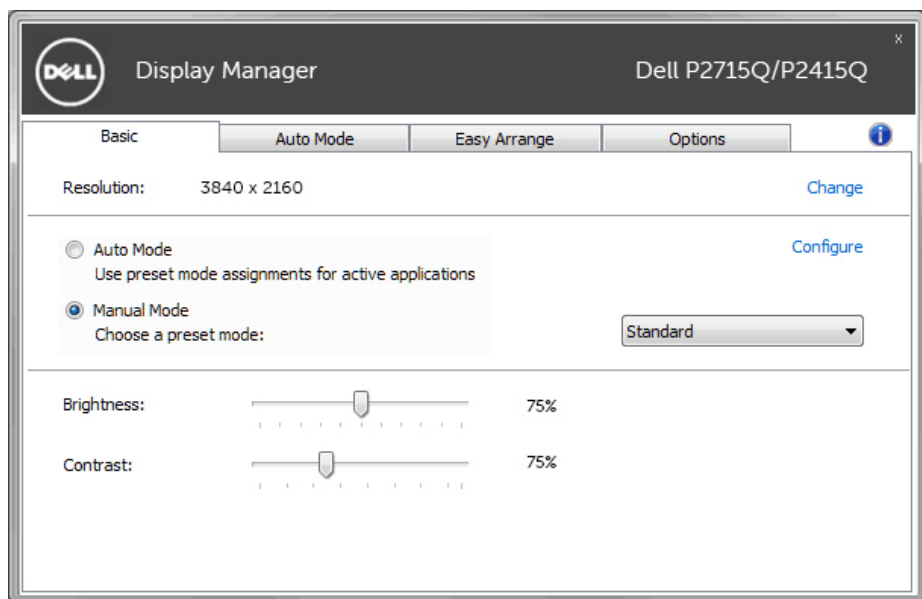 DELL
Display Manager
Dell P2715Q/P2415Q
x
Basic
Auto Mode
Easy Arrange
Options
i
Resolution: 3840 x 2160 Change
Auto Mode Configure
Use preset mode assignments for active applications
Manual Mode
Choose a preset mode: Standard
Brightness: 75%
Contrast: 75%